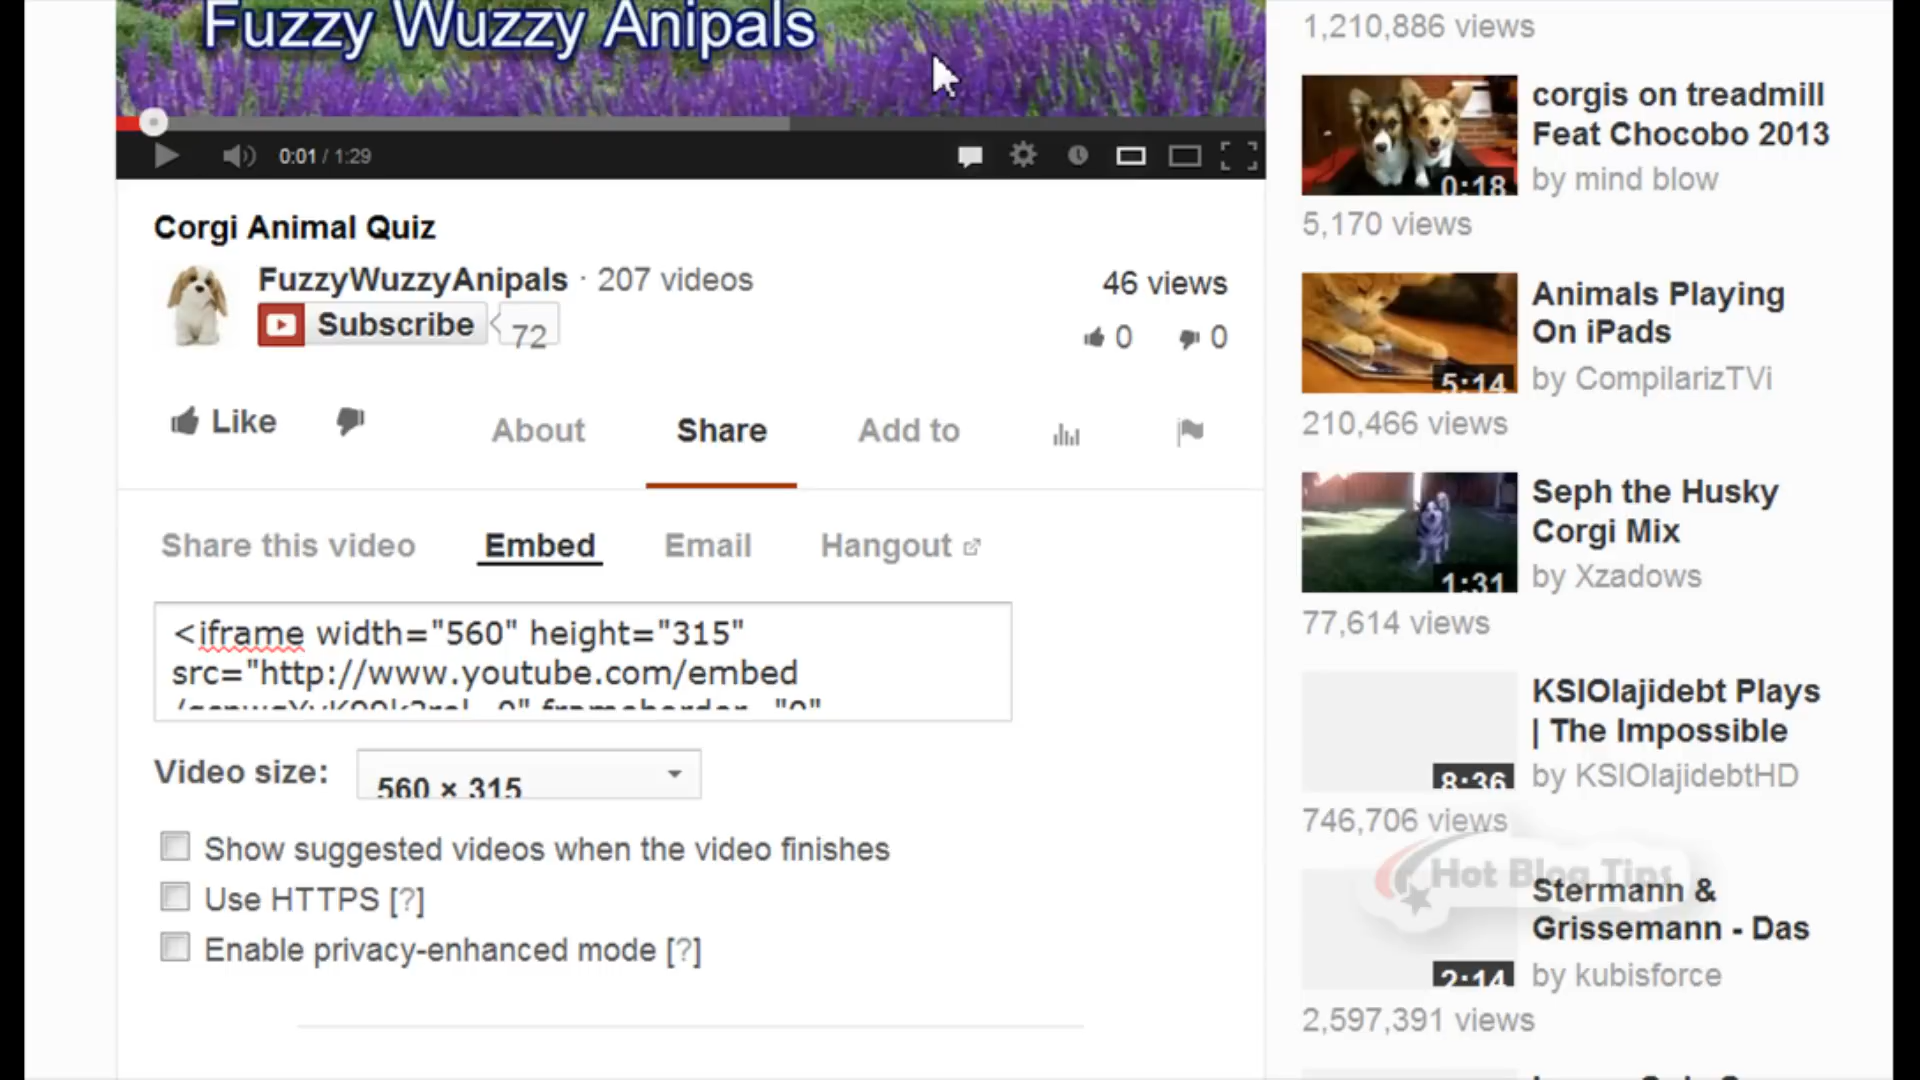 Fuzzy Wuzzy Anipals
0:01 / 1:29
Corgi Animal Quiz
FuzzyWuzzyAnipals · 207 videos
Subscribe 72
46 views
0 0
Like
About Share Add to
Share this video Embed Email Hangout
<iframe width="560" height="315"
src="http://www.youtube.com/embed
Video size: 560 × 315
Show suggested videos when the video finishes
Use HTTPS [?]
Enable privacy-enhanced mode [?]
1,210,886 views
corgis on treadmill
Feat Chocobo 2013
0:18 by mind blow
5,170 views
Animals Playing
On iPads
5:14 by CompilarizTVi
210,466 views
Seph the Husky
Corgi Mix
1:31 by Xzadows
77,614 views
KSIOlajidebt Plays
| The Impossible
8:36 by KSIOlajidebtHD
746,706 views
Hot Blog Tips
Stermann &
Grissemann - Das
2:14 by kubisforce
2,597,391 views